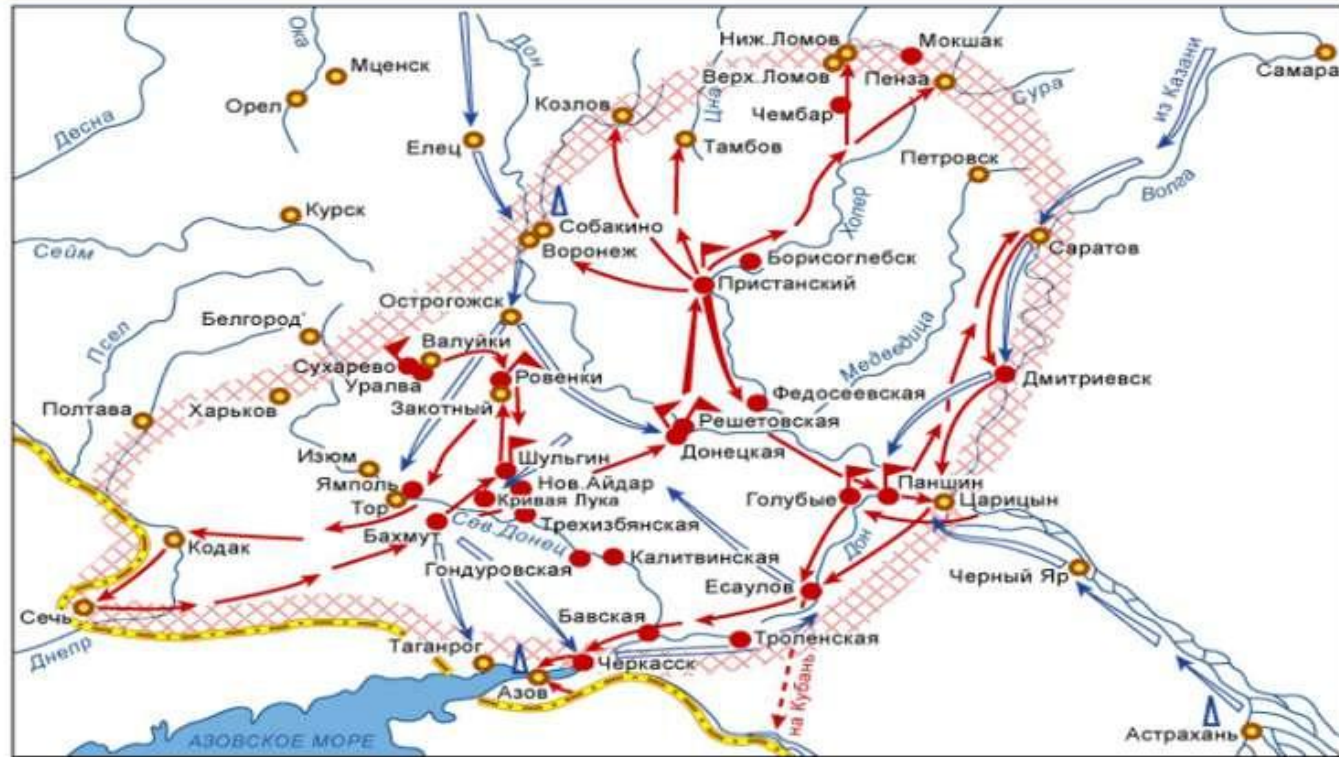 Ока
Дон
Ниж.Ломов
Мокшак
Мценск
Верх.Ломов
Пенза
Самара
из Казани
Орел
Козлов
Цна
Чембар
Сура
Десна
Елец
Тамбов
Петровск
Волга
Курск
Собакино
Хопер
Сейм
Воронеж
Борисоглебск
Саратов
Пристанский
Острогожск
Белгород
Псел
Валуйки
Медведица
Сухарево
Уралва
Ровенки
Дмитриевск
Полтава
Харьков
Закотный
Федосеевская
Решетовская
Донецкая
Изюм
Шульгин
Ямполь
Нов.Айдар
Голубые
Паншин
Царицын
Тор
Кривая Лука
Бахмут
Сев.Донец
Трехизбянская
Дон
Кодак
Гондуровская
Калитвинская
Черный Яр
Есаулов
Сечь
Бавская
Днепр
Таганрог
Тропенская
Черкасск
на Кубань
Азов
АЗОВСКОЕ МОРЕ
Астрахань